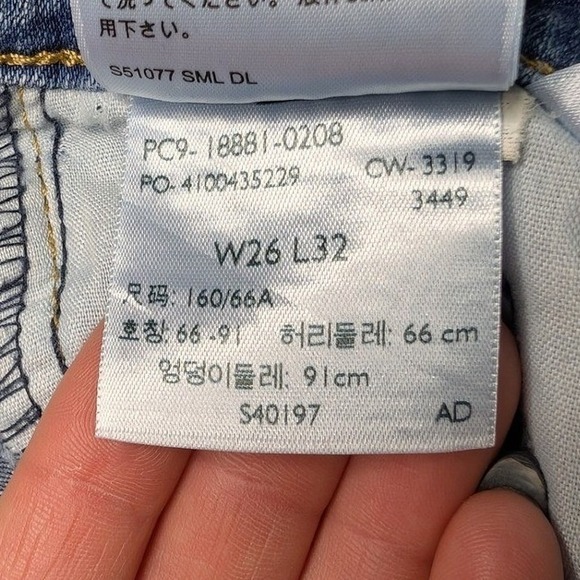 用下さい。
S51077 SML DL
PC9-18881-0208
PO-4100435229 CW-3319
3449
W26 L32
尺码: 160/66A
호칭: 66-91 허리둘레: 66 cm
엉덩이둘레: 91cm
S40197 AD